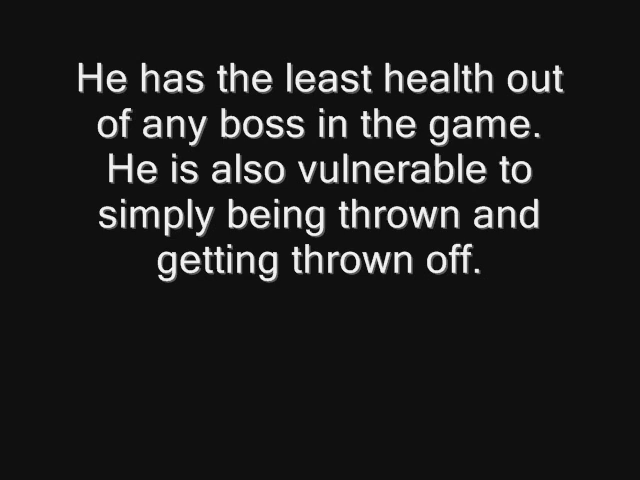 He has the least health out
of any boss in the game.
He is also vulnerable to
simply being thrown and
getting thrown off.